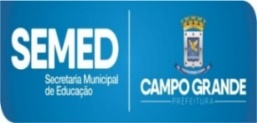 SEMED
Secretaria Municipal
de Educação
CAMPO GRANDE
PREFEITURA